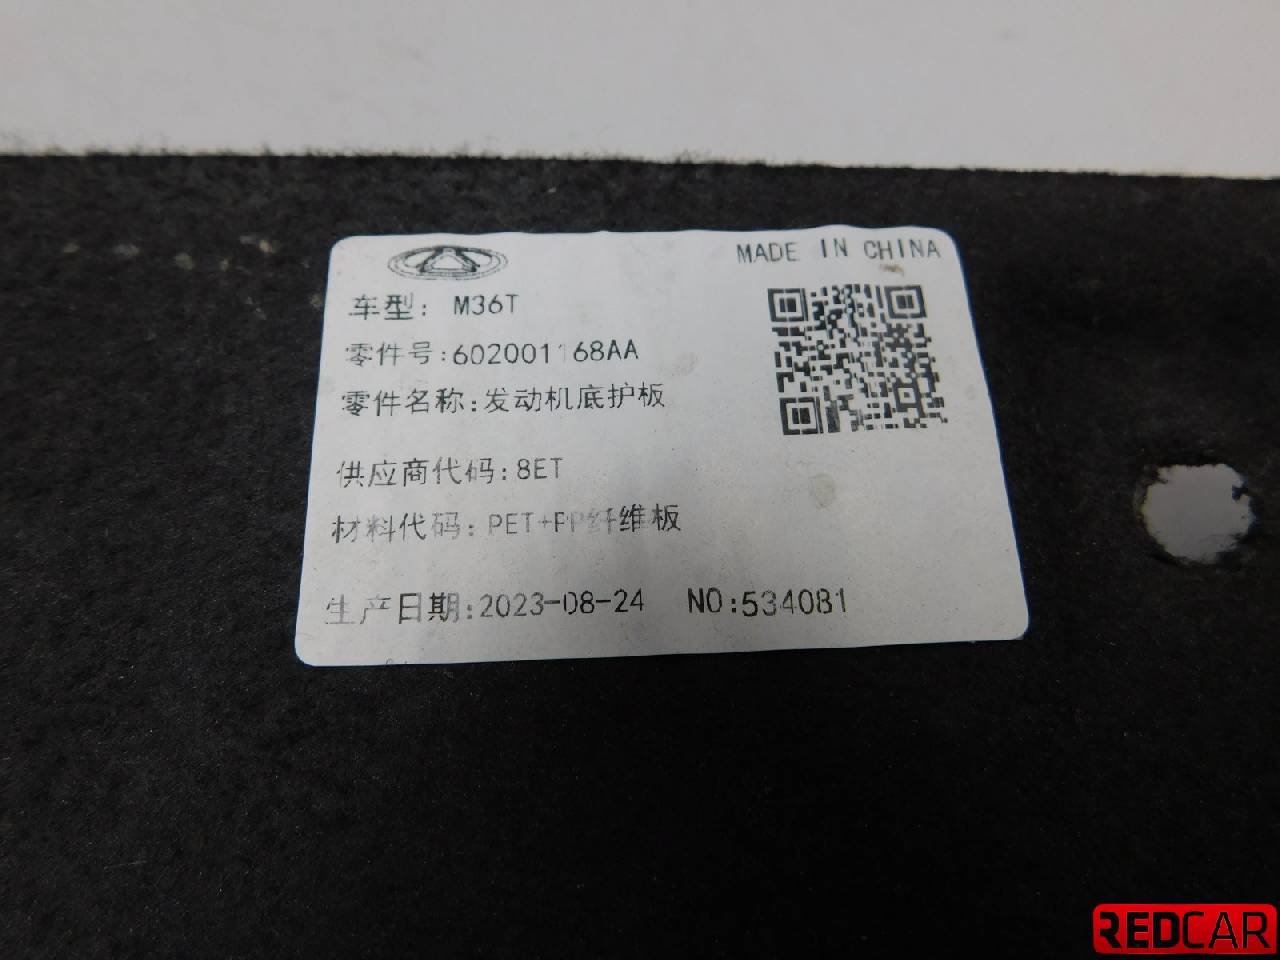 MADE IN CHINA
车型: M36T
零件号:602001168AA
零件名称:发动机底护板
供应商代码:8ET
材料代码: PET+PP纤维板
生产日期:2023-08-24 NO:534081
REDCAR